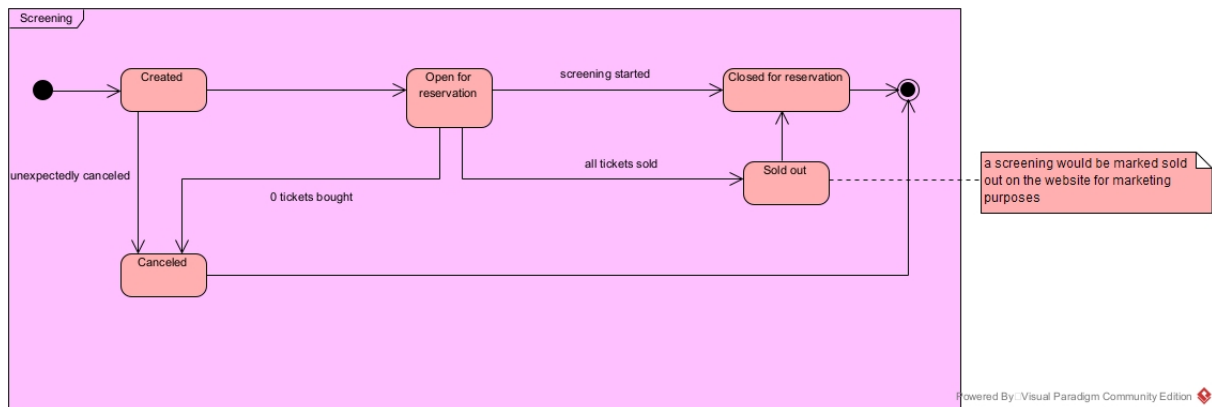 Screening
Created
Open for
reservation
screening started
Closed for reservation
unexpectedly canceled
all tickets sold
Sold out
a screening would be marked sold
out on the website for marketing
purposes
0 tickets bought
Canceled
Powered By Visual Paradigm Community Edition